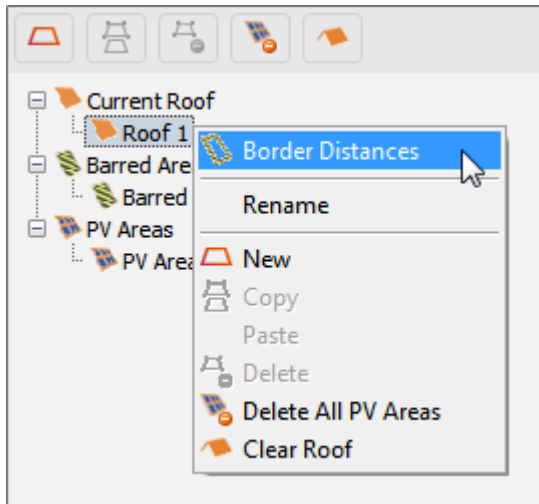 Current Roof
Roof 1
Barred Are
Barred
PV Areas
PV Area
Border Distances
Rename
New
Copy
Paste
Delete
Delete All PV Areas
Clear Roof